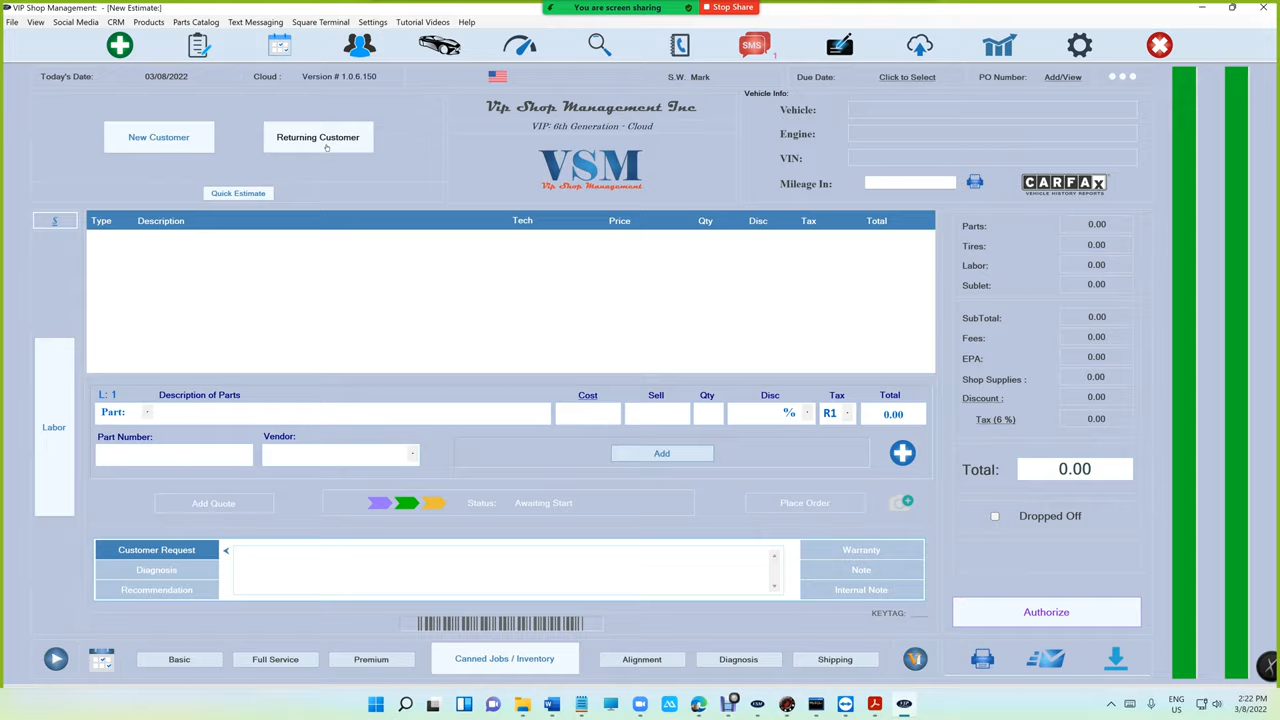 VIP Shop Management: - [New Estimate:]
You are screen sharing
Stop Share
File View Social Media CRM Products Parts Catalog Text Messaging Square Terminal Settings Tutorial Videos Help
SMS 1
Today's Date: 03/08/2022 Cloud : Version # 1.0.6.150 S.W. Mark Due Date: Click to Select PO Number: Add/View
Vehicle Info:
New Customer
Returning Customer
Quick Estimate
Vip Shop Management Inc
VIP: 6th Generation - Cloud
VSM
Vip Shop Management
Vehicle:
Engine:
VIN:
Mileage In:
CARFAX
VEHICLE HISTORY REPORTS
$ Type Description Tech Price Qty Disc Tax Total
Parts: 0.00
Tires: 0.00
Labor: 0.00
Sublet: 0.00
SubTotal: 0.00
Fees: 0.00
EPA: 0.00
Shop Supplies : 0.00
Discount : 0.00
Tax (6 %) 0.00
Total: 0.00
Dropped Off
Authorize
Labor
L: 1 Description of Parts Cost Sell Qty Disc Tax Total
Part: % R1 0.00
Part Number: Vendor:
Add
Add Quote Status: Awaiting Start Place Order
Customer Request
Diagnosis
Recommendation
Warranty
Note
Internal Note
KEYTAG:
Basic Full Service Premium Canned Jobs / Inventory Alignment Diagnosis Shipping
ENG
US
2:22 PM
3/8/2022